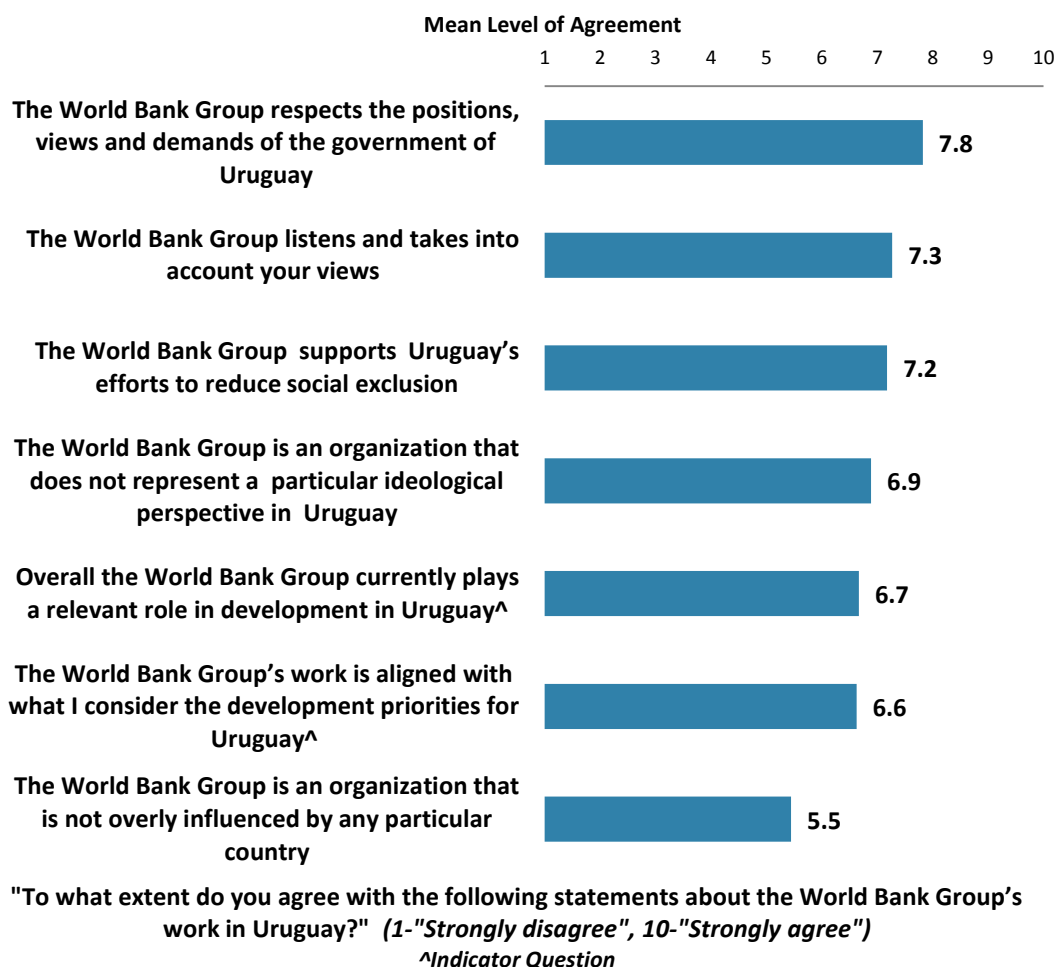 Mean Level of Agreement
1 2 3 4 5 6 7 8 9 10
The World Bank Group respects the positions,
views and demands of the government of
Uruguay
7.8
The World Bank Group listens and takes into
account your views
7.3
The World Bank Group  supports  Uruguay’s
efforts to reduce social exclusion
7.2
The World Bank Group is an organization that
does not represent a  particular ideological
perspective in  Uruguay
6.9
Overall the World Bank Group currently plays
a relevant role in development in Uruguay^
6.7
The World Bank Group’s work is aligned with
what I consider the development priorities for
Uruguay^
6.6
The World Bank Group is an organization that
is not overly influenced by any particular
country
5.5
"To what extent do you agree with the following statements about the World Bank Group’s
work in Uruguay?"  (1-"Strongly disagree", 10-"Strongly agree")
^Indicator Question